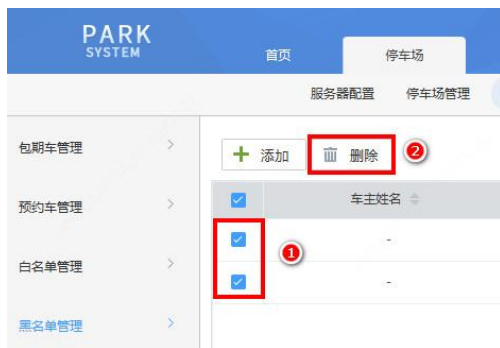 PARK
SYSTEM
首页
停车场
服务器配置
停车场管理
包期车管理
预约车管理
白名单管理
黑名单管理
添加
删除
2
车主姓名
1
-
-